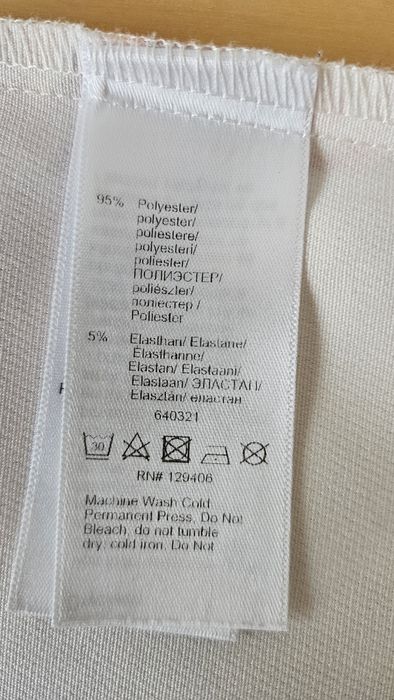 95% Polyester/
polyester/
poliestere/
polyesteri/
poliester/
ПОЛИЭСТЕР/
poliészter/
поліестер /
Poliester
5% Elasthan/ Elastane/
Élasthanne/
Elastan/ Elastaani/
Elastaan/ ЭЛАСТАН/
Elasztán/ еластан
640321
30
RN# 129406
Machine Wash Cold
Permanent Press, Do Not
Bleach, do not tumble
dry, cold iron, Do Not